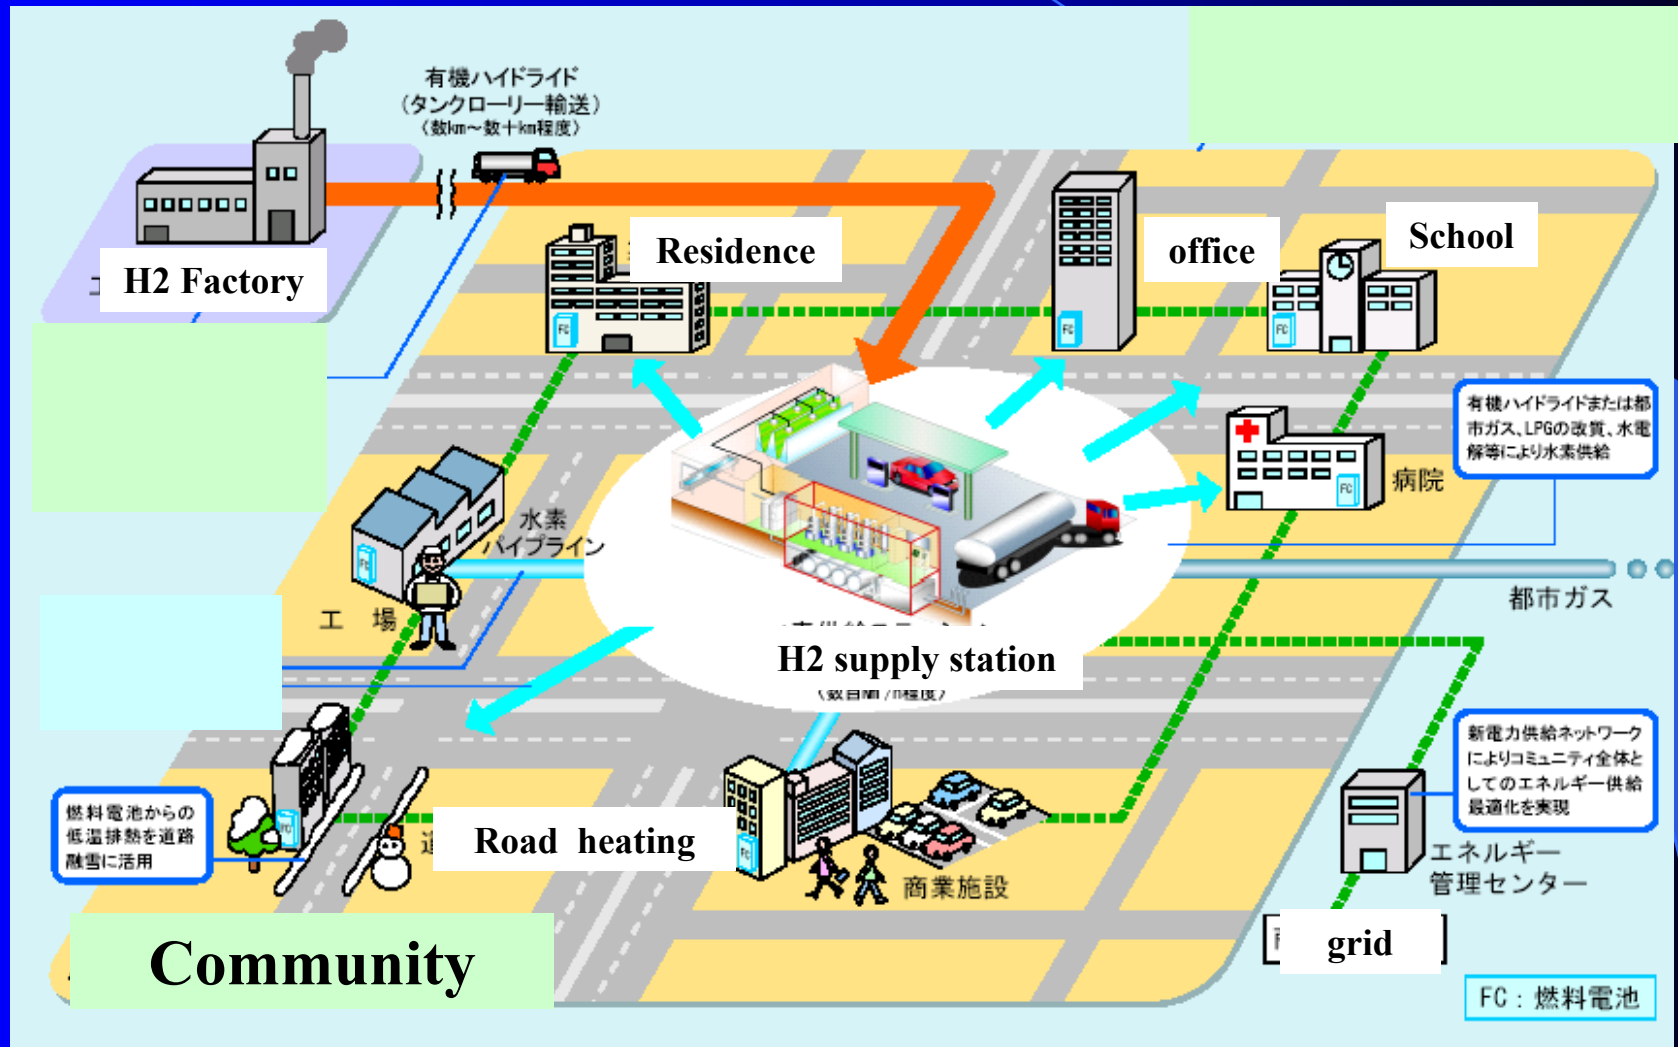 有機ハイドライド
(タンクローリー輸送)
(数km～数十km程度)
H2 Factory
Residence
office
School
FC
FC
FC
有機ハイドライドまたは都
市ガス、LPGの改質、水電
解等により水素供給
病院
FC
水素
パイプライン
FC
工 場
都市ガス
H2 supply station
新電力供給ネットワーク
によりコミュニティ全体と
してのエネルギー供給
最適化を実現
燃料電池からの
低温排熱を道路
融雪に活用
FC
Road heating
FC
商業施設
エネルギー
管理センター
Community
grid
FC：燃料電池